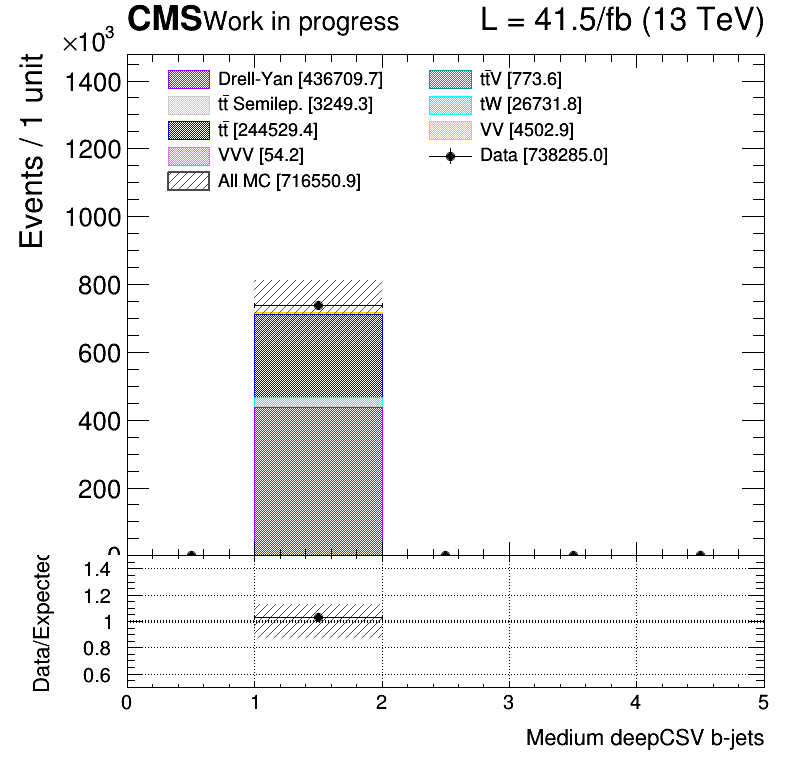 CMS Work in progress L = 41.5/fb (13 TeV)
×10³
Events / 1 unit
1400
1200
1000
800
600
400
200
0
Drell-Yan [436709.7]
tt̄ Semilep. [3249.3]
tt̄ [244529.4]
VVV [54.2]
All MC [716550.9]
tt̄V [773.6]
tW [26731.8]
VV [4502.9]
Data [738285.0]
Data/Expected
1.4
1.2
1
0.8
0.6
0 1 2 3 4 5
Medium deepCSV b-jets